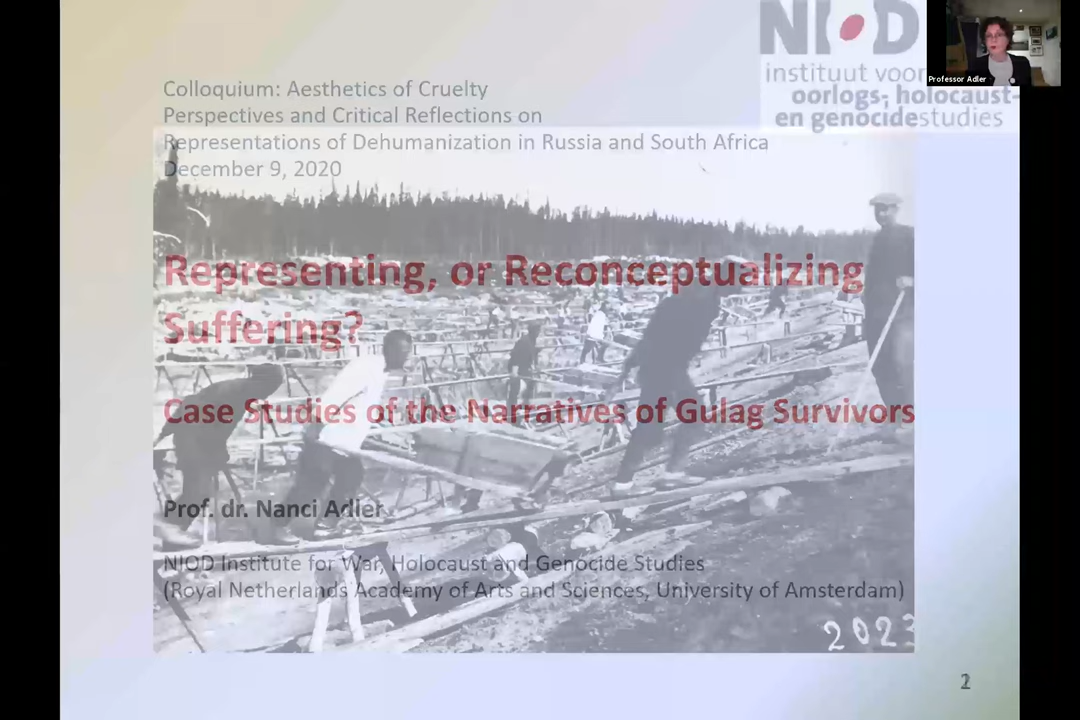 NIOD
instituut voor
oorlogs-, holocaust-
en genocidestudies
Professor Adler
Colloquium: Aesthetics of Cruelty
Perspectives and Critical Reflections on
Representations of Dehumanization in Russia and South Africa
December 9, 2020
Representing, or Reconceptualizing
Suffering?
Case Studies of the Narratives of Gulag Survivors
Prof. dr. Nanci Adler
NIOD Institute for War, Holocaust and Genocide Studies
(Royal Netherlands Academy of Arts and Sciences, University of Amsterdam)